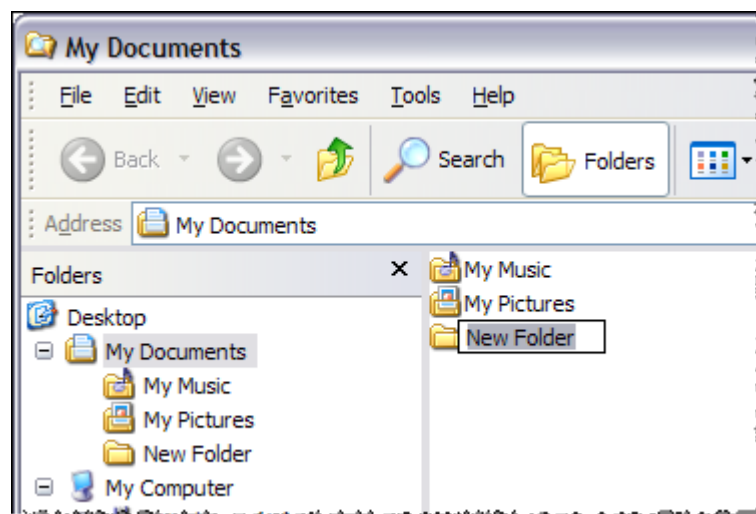 My Documents
File Edit View Favorites Tools Help
Back Search Folders
Address My Documents
Folders
Desktop
My Documents
My Music
My Pictures
New Folder
My Computer
My Music
My Pictures
New Folder